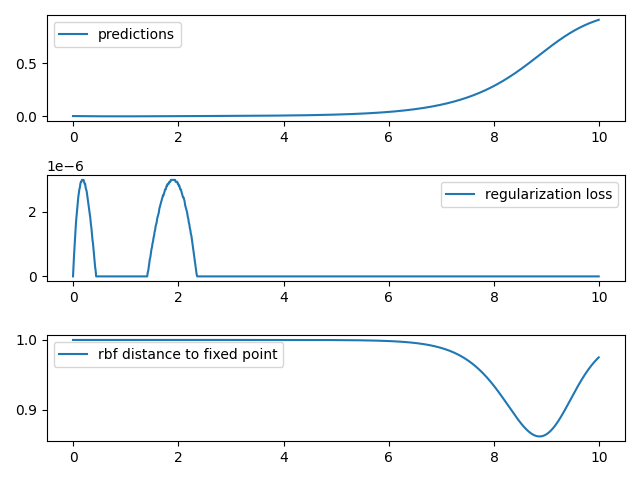 predictions
0.5
0.0
0 2 4 6 8 10
1e−6
regularization loss
2
0
0 2 4 6 8 10
1.0
rbf distance to fixed point
0.9
0 2 4 6 8 10